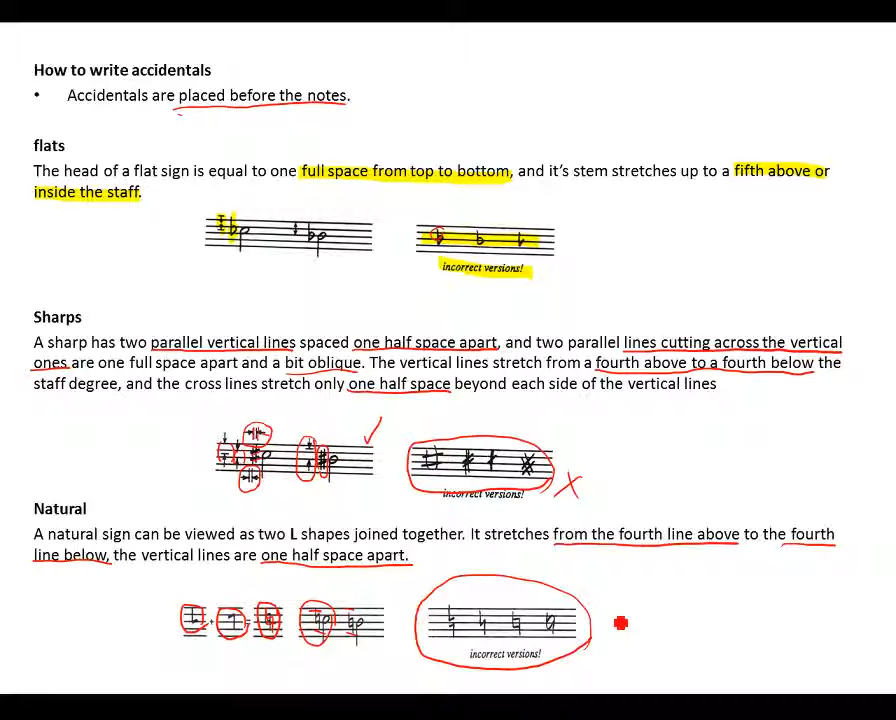 How to write accidentals
• Accidentals are placed before the notes.
flats
The head of a flat sign is equal to one full space from top to bottom, and it's stem stretches up to a fifth above or
inside the staff.
incorrect versions!
Sharps
A sharp has two parallel vertical lines spaced one half space apart, and two parallel lines cutting across the vertical
ones are one full space apart and a bit oblique. The vertical lines stretch from a fourth above to a fourth below the
staff degree, and the cross lines stretch only one half space beyond each side of the vertical lines
incorrect versions!
Natural
A natural sign can be viewed as two L shapes joined together. It stretches from the fourth line above to the fourth
line below, the vertical lines are one half space apart.
incorrect versions!